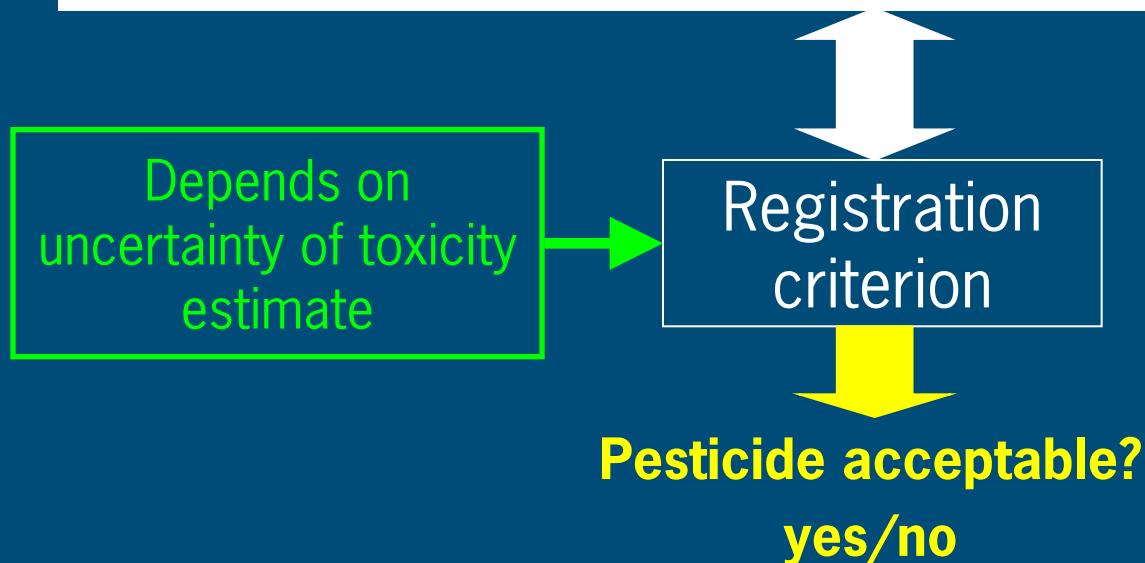 Depends on
uncertainty of toxicity
estimate
Registration
criterion
Pesticide acceptable?
yes/no